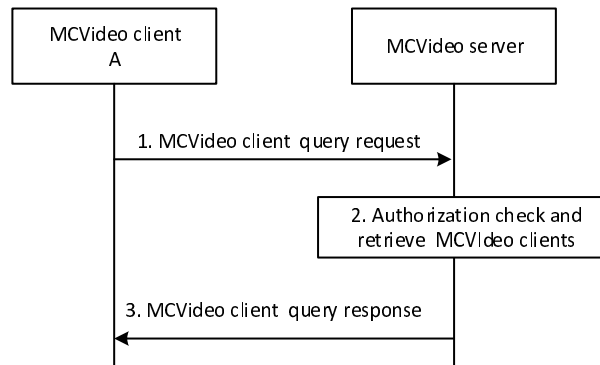 MCVideo client
A
MCVideo server
1. MCVideo client query request
2. Authorization check and
retrieve MCVIdeo clients
3. MCVideo client query response